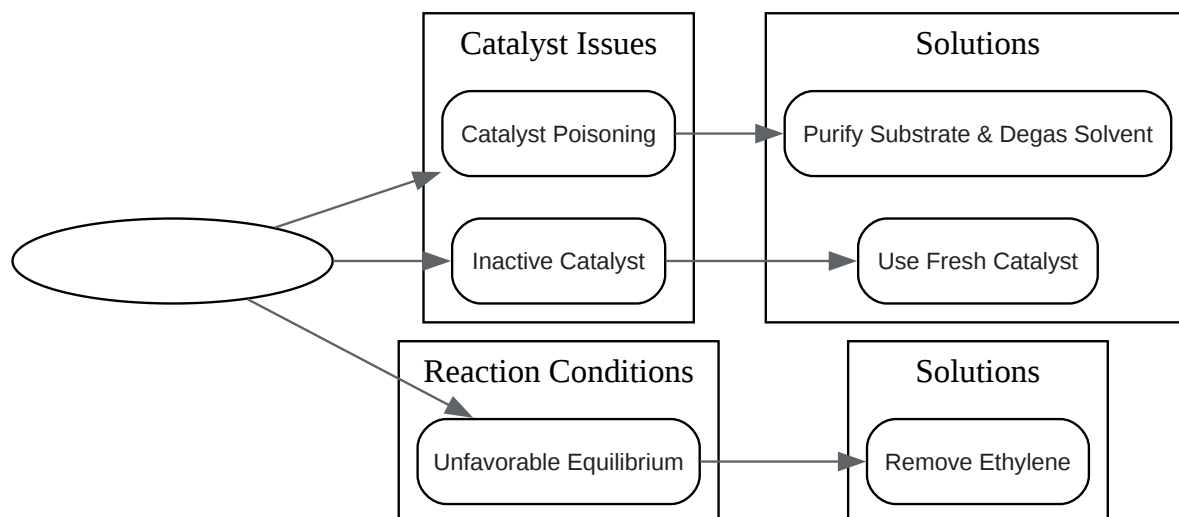 Catalyst Issues
Solutions
Catalyst Poisoning
Purify Substrate & Degas Solvent
Inactive Catalyst
Use Fresh Catalyst
Reaction Conditions
Solutions
Unfavorable Equilibrium
Remove Ethylene